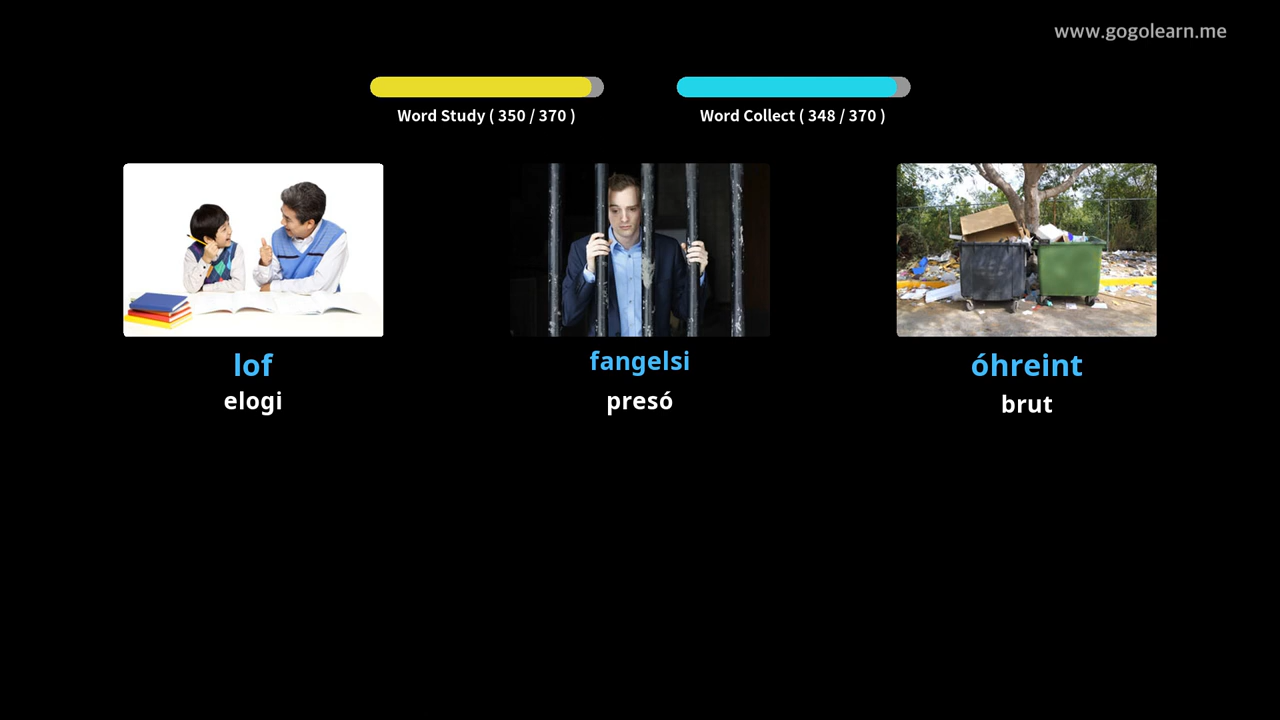 www.gogolearn.me
Word Study ( 350 / 370 )
Word Collect ( 348 / 370 )
lof
elogi
fangelsi
presó
óhreint
brut